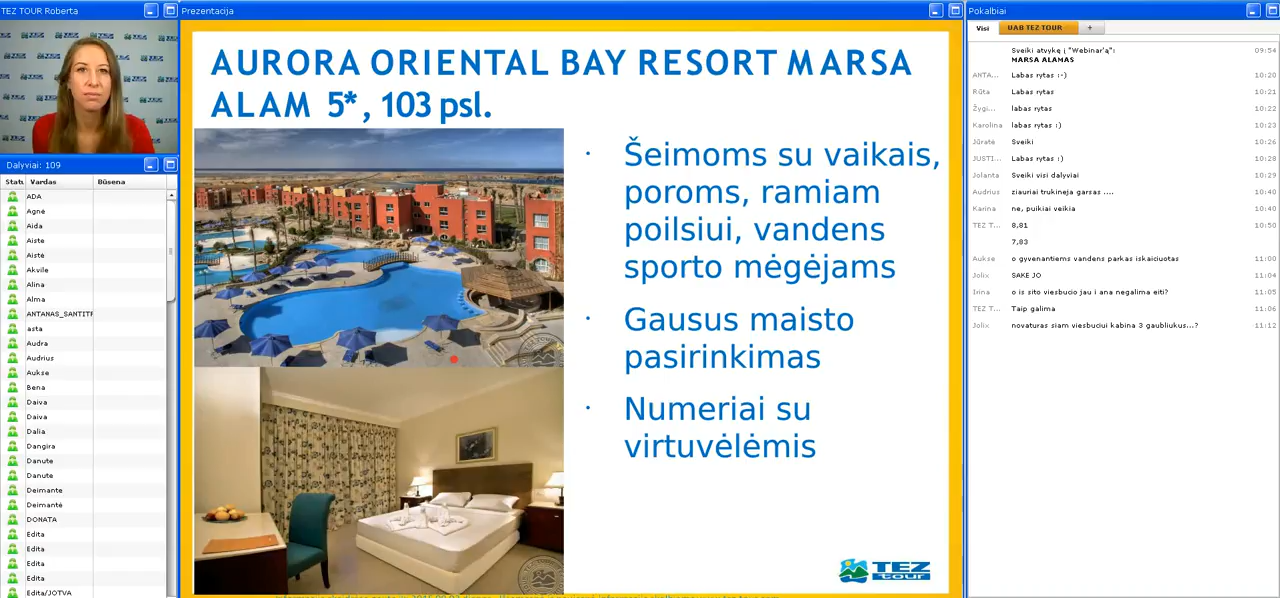 TEZ TOUR Roberta
Dalyviai: 109
Vardas
Būsena
ADA
Agnė
Aida
Aiste
Aistė
Akvile
Alina
Alma
ANTANAS_SANTITR
asta
Audra
Audrius
Aukse
Bena
Daiva
Daiva
Dalia
Dangira
Danute
Danute
Deimante
Deimantė
DONATA
Edita
Edita
Edita
Edita
Edita/JOTVA
Prezentacija
AURORA ORIENTAL BAY RESORT MARSA
ALAM 5*, 103 psl.
· Šeimoms su vaikais,
poroms, ramiam
poilsiui, vandens
sporto mėgėjams
· Gausus maisto
pasirinkimas
· Numeriai su
virtuvėlėmis
TEZ
tour
Pokalbiai
Visi
UAB TEZ TOUR
+
Sveiki atvykę į "Webinar'ą": 09:54
MARSA ALAMAS
ANTA... Labas rytas :-) 10:20
Rūta Labas rytas 10:21
Žygi... labas rytas 10:22
Karolina labas rytas :) 10:23
Jūratė Sveiki 10:26
JUSTI... Labas rytas :) 10:28
Jolanta Sveiki visi dalyviai 10:29
Audrius ziauriai trukineja garsas .... 10:40
Karina ne, puikiai veikia 10:40
TEZ T... 8,81 10:50
7,83
Aukse o gyvenantiems vandens parkas iskaiciuotas 11:00
Jolix SAKE JO 11:04
Irina o is sito viesbucio jau i ana negalima eiti? 11:05
TEZ T... Taip galima 11:06
Jolix novaturas siam viesbuciui kabina 3 gaubliukus...? 11:12